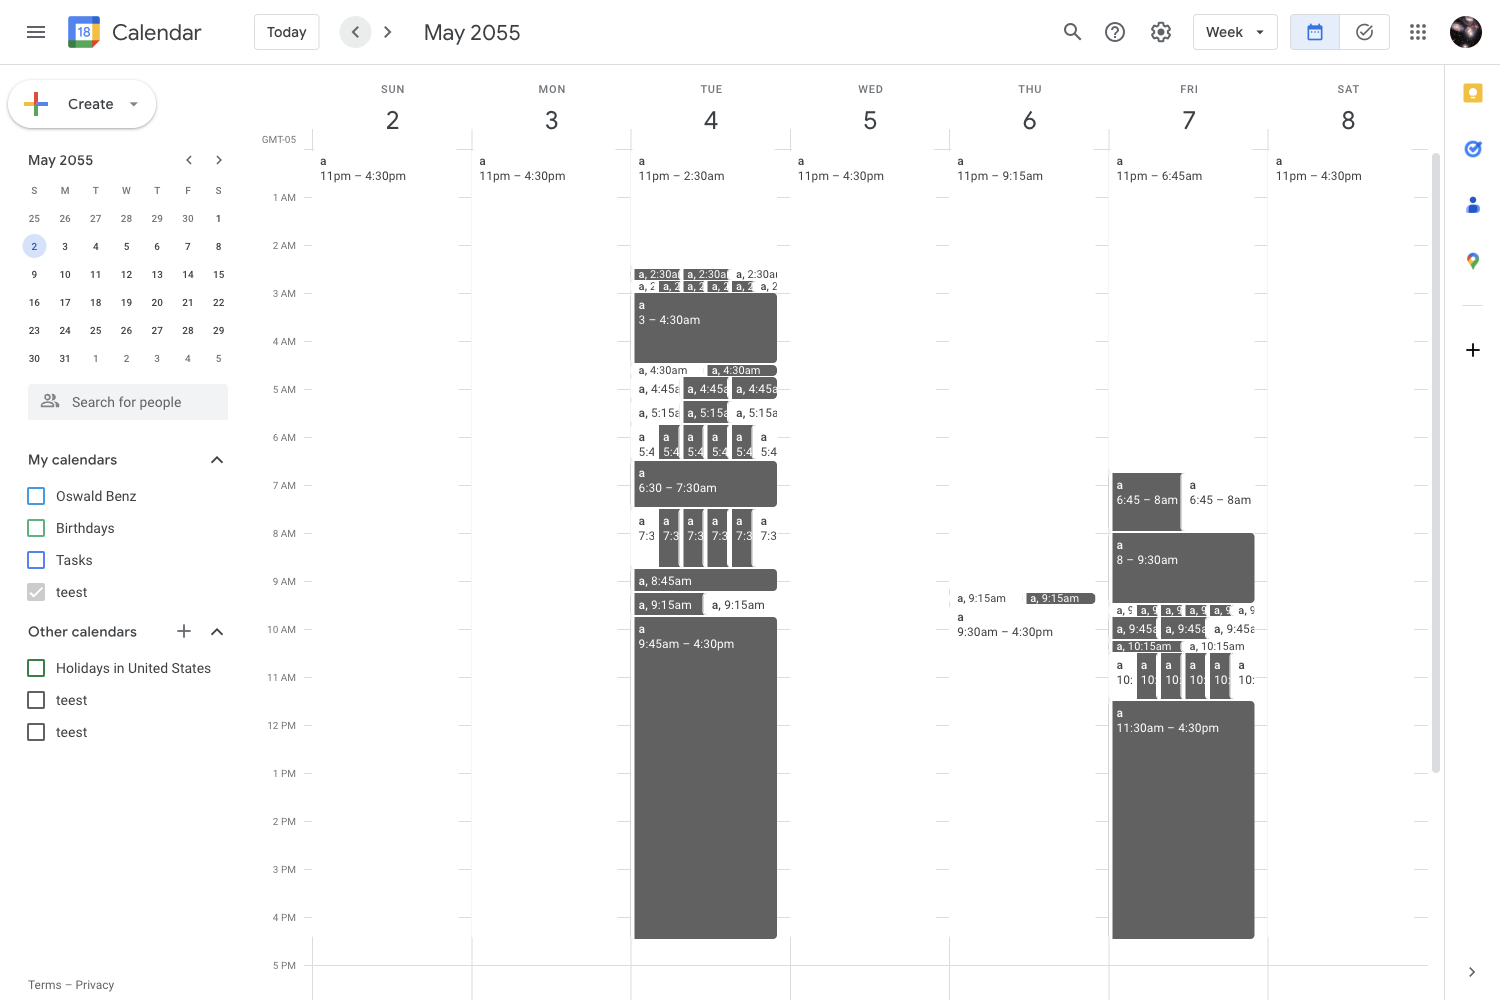 18 Calendar
Today
May 2055
Week
Create
May 2055
S M T W T F S
25 26 27 28 29 30 1
2 3 4 5 6 7 8
9 10 11 12 13 14 15
16 17 18 19 20 21 22
23 24 25 26 27 28 29
30 31 1 2 3 4 5
Search for people
My calendars
Oswald Benz
Birthdays
Tasks
teest
Other calendars
Holidays in United States
teest
teest
Terms – Privacy
SUN MON TUE WED THU FRI SAT
2 3 4 5 6 7 8
GMT-05
1 AM
2 AM
3 AM
4 AM
5 AM
6 AM
7 AM
8 AM
9 AM
10 AM
11 AM
12 PM
1 PM
2 PM
3 PM
4 PM
5 PM
a
11pm – 4:30pm
a
11pm – 4:30pm
a
11pm – 2:30am
a, 2:30a a, 2:30a a, 2:30a
a, 2 a, 2 a, 2 a, 2 a, 2 a, 2
a
3 – 4:30am
a, 4:30am a, 4:30am
a, 4:45a a, 4:45a a, 4:45a
a, 5:15a a, 5:15a a, 5:15a
a a a a a a
5:4 5:4 5:4 5:4 5:4 5:4
a
6:30 – 7:30am
a a a a a a
7:3 7:3 7:3 7:3 7:3 7:3
a, 8:45am
a, 9:15am a, 9:15am
a
9:45am – 4:30pm
a
11pm – 4:30pm
a
11pm – 9:15am
a, 9:15am a, 9:15am
a
9:30am – 4:30pm
a
11pm – 6:45am
a a
6:45 – 8am 6:45 – 8am
a
8 – 9:30am
a, 9 a, 9 a, 9 a, 9 a, 9 a, 9
a, 9:45a a, 9:45a a, 9:45a
a, 10:15am a, 10:15am
a a a a a a
10: 10: 10: 10: 10: 10:
a
11:30am – 4:30pm
a
11pm – 4:30pm